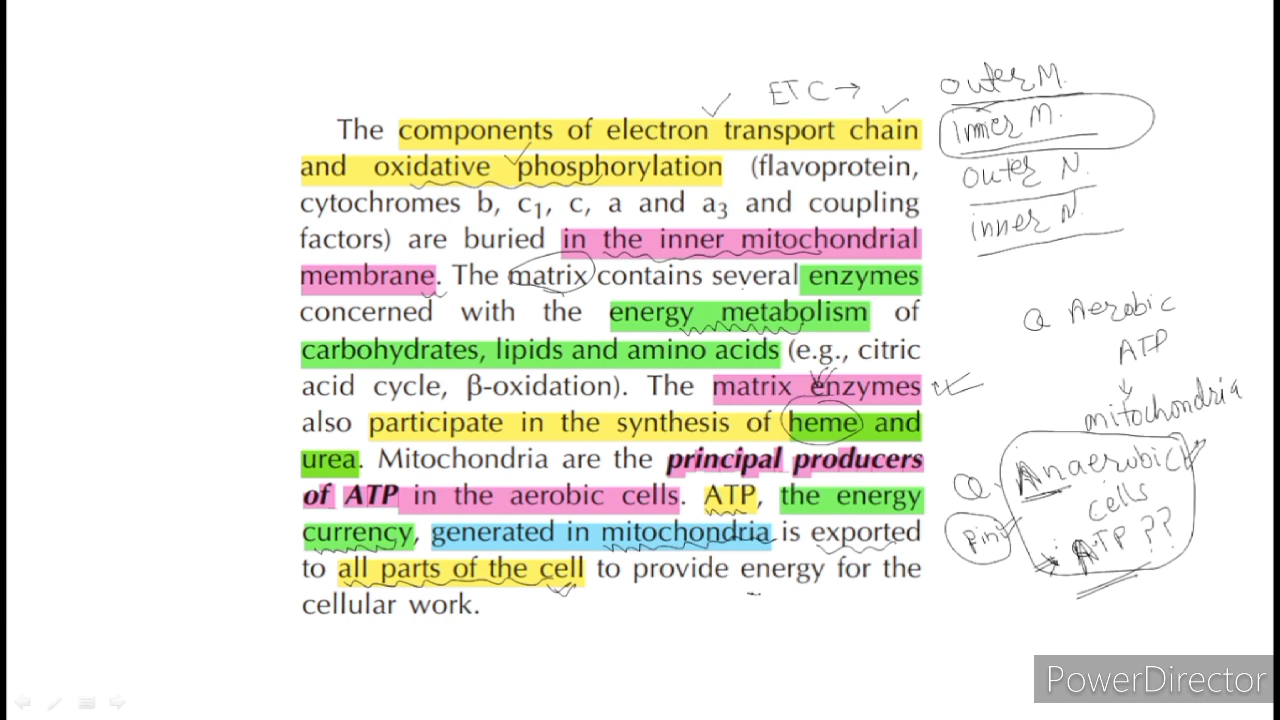 ETC →
outer M.
inner M.
outer N.
inner N.
The components of electron transport chain
and oxidative phosphorylation (flavoprotein,
cytochromes b, c₁, c, a and a₃ and coupling
factors) are buried in the inner mitochondrial
membrane. The matrix contains several enzymes
concerned with the energy metabolism of
carbohydrates, lipids and amino acids (e.g., citric
acid cycle, β-oxidation). The matrix enzymes
also participate in the synthesis of heme and
urea. Mitochondria are the principal producers
of ATP in the aerobic cells. ATP, the energy
currency, generated in mitochondria is exported
to all parts of the cell to provide energy for the
cellular work.
Q Aerobic
ATP
↓
mitochondria
Q Anaerobic
cells
ATP ??
pin
PowerDirector